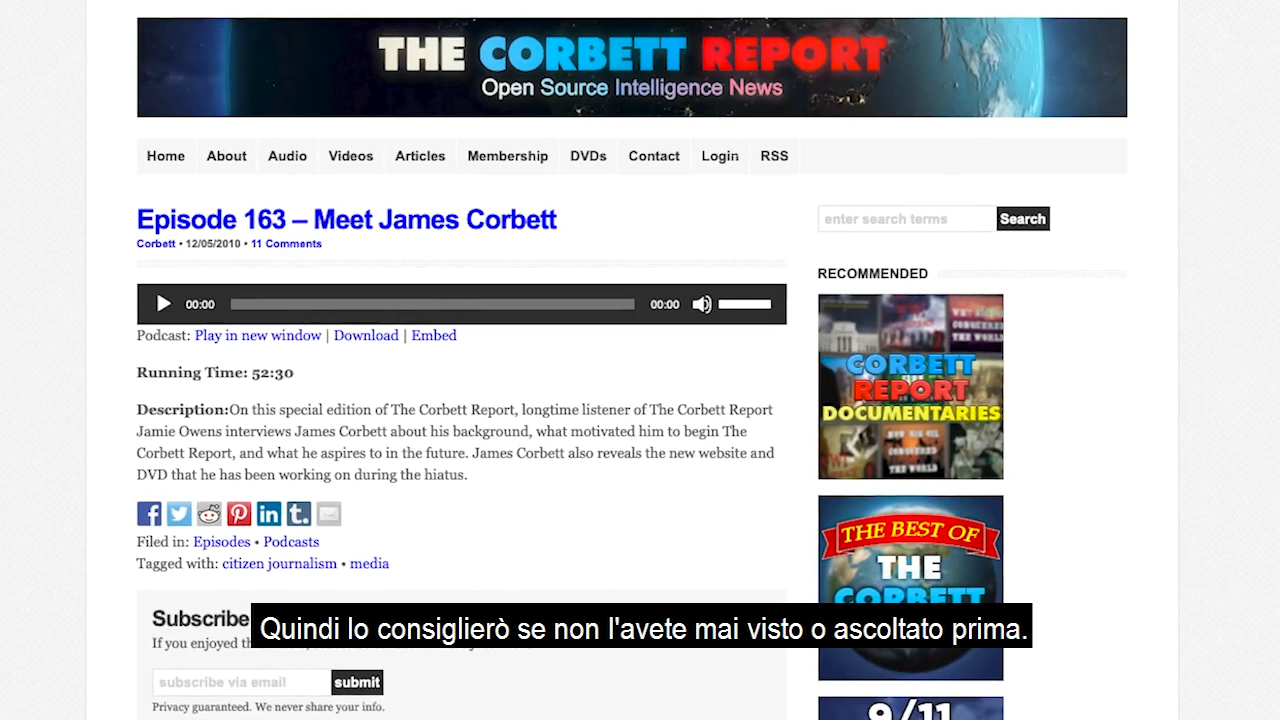 THE CORBETT REPORT
Open Source Intelligence News
Home About Audio Videos Articles Membership DVDs Contact Login RSS
Episode 163 – Meet James Corbett
Corbett • 12/05/2010 • 11 Comments
enter search terms Search
RECOMMENDED
00:00 00:00
Podcast: Play in new window | Download | Embed
Running Time: 52:30
Description:On this special edition of The Corbett Report, longtime listener of The Corbett Report
Jamie Owens interviews James Corbett about his background, what motivated him to begin The
Corbett Report, and what he aspires to in the future. James Corbett also reveals the new website and
DVD that he has been working on during the hiatus.
CORBETT
REPORT
DOCUMENTARIES
CONQUERED
THE WORLD
THE WORLD
Filed in: Episodes • Podcasts
Tagged with: citizen journalism • media
THE BEST OF
THE
CORBETT
Subscribe
If you enjoyed
Quindi lo consiglierò se non l'avete mai visto o ascoltato prima.
subscribe via email submit
Privacy guaranteed. We never share your info.
9/11